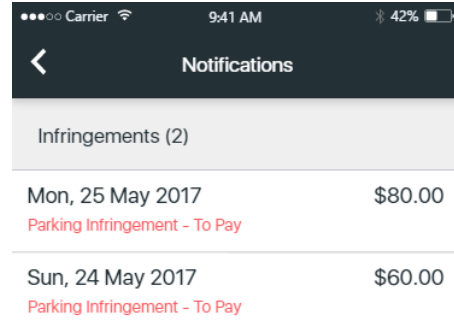 Carrier 9:41 AM 42%
Notifications
Infringements (2)
Mon, 25 May 2017 $80.00
Parking Infringement - To Pay
Sun, 24 May 2017 $60.00
Parking Infringement - To Pay